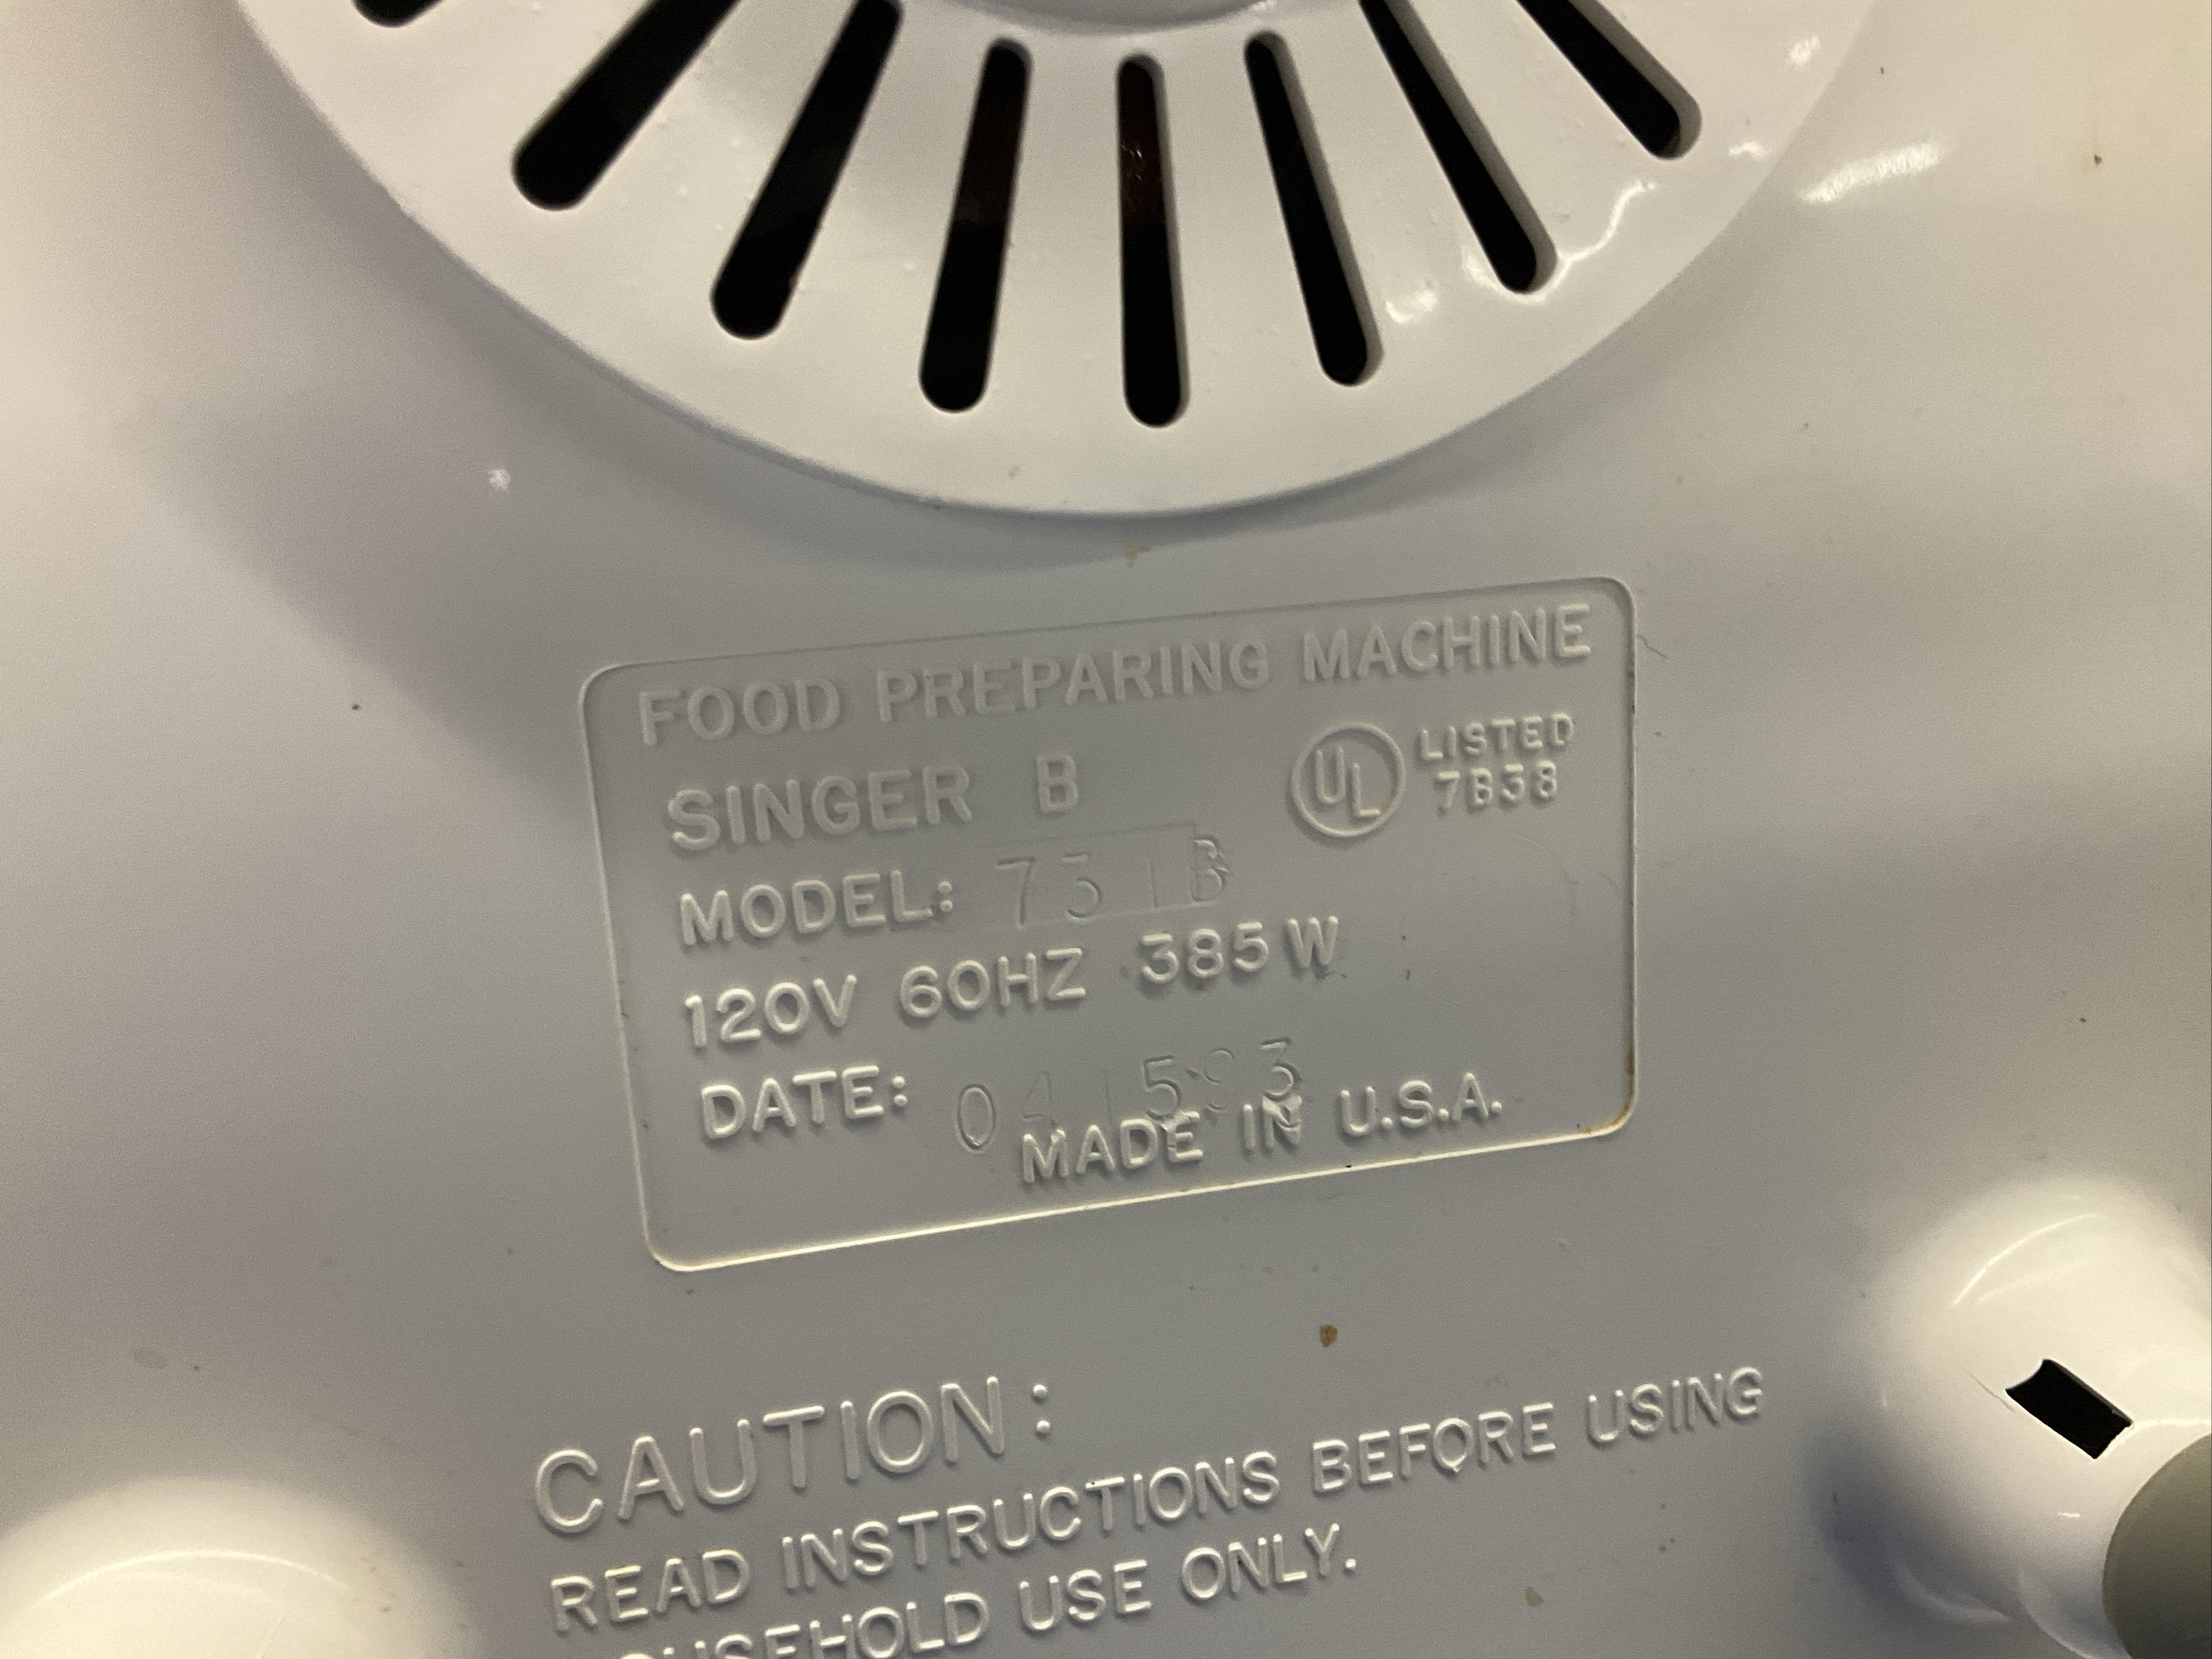 FOOD PREPARING MACHINE
SINGER B
UL LISTED
7B38
MODEL: 731B
120V 60HZ 385W
DATE: 041593
MADE IN U.S.A.
CAUTION:
READ INSTRUCTIONS BEFORE USING
HOUSEHOLD USE ONLY.